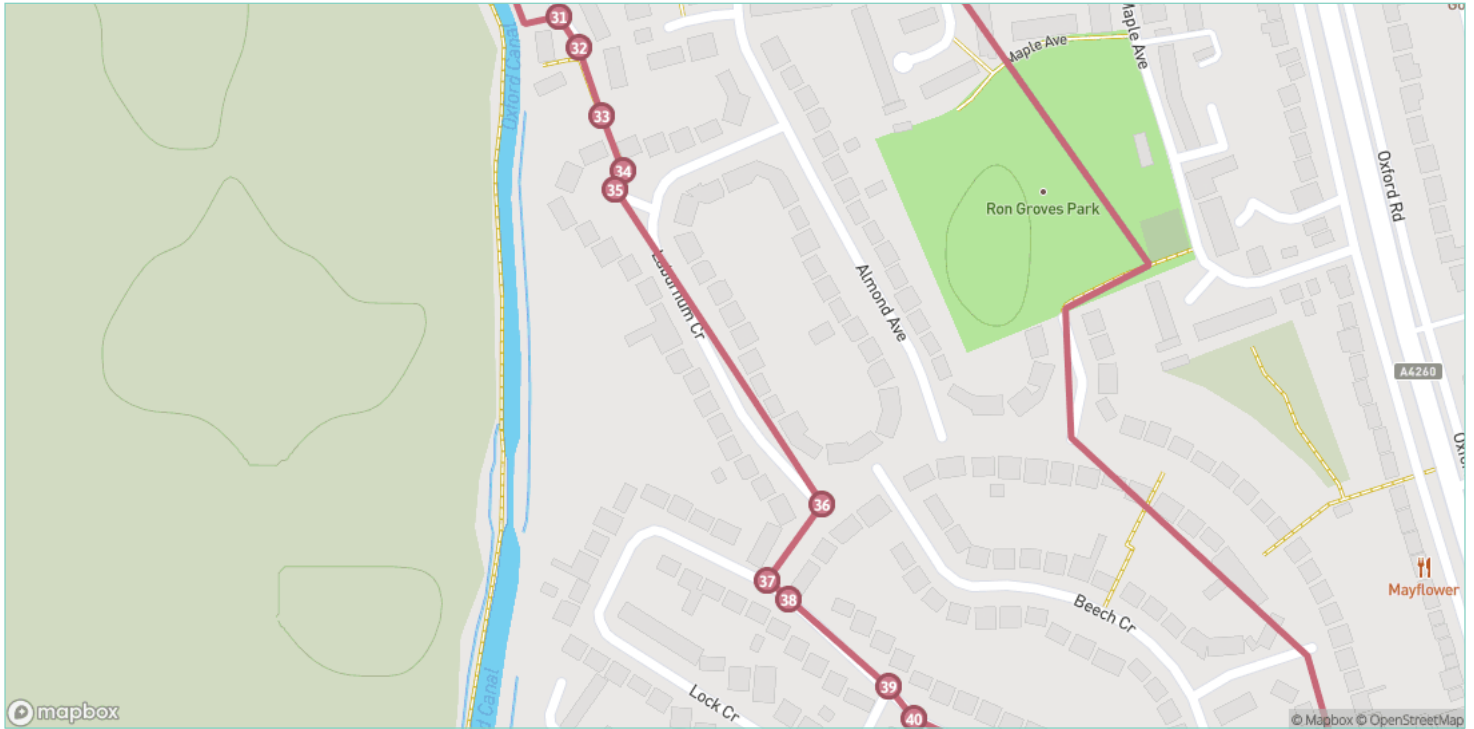 31
32
33
34
35
36
37
38
39
40
Oxford Canal
Maple Ave
Maple Ave
Oxford Rd
Ron Groves Park
Laburnum Cr
Almond Ave
A4260
Mayflower
Beech Cr
Lock Cr
mapbox
© Mapbox © OpenStreetMap